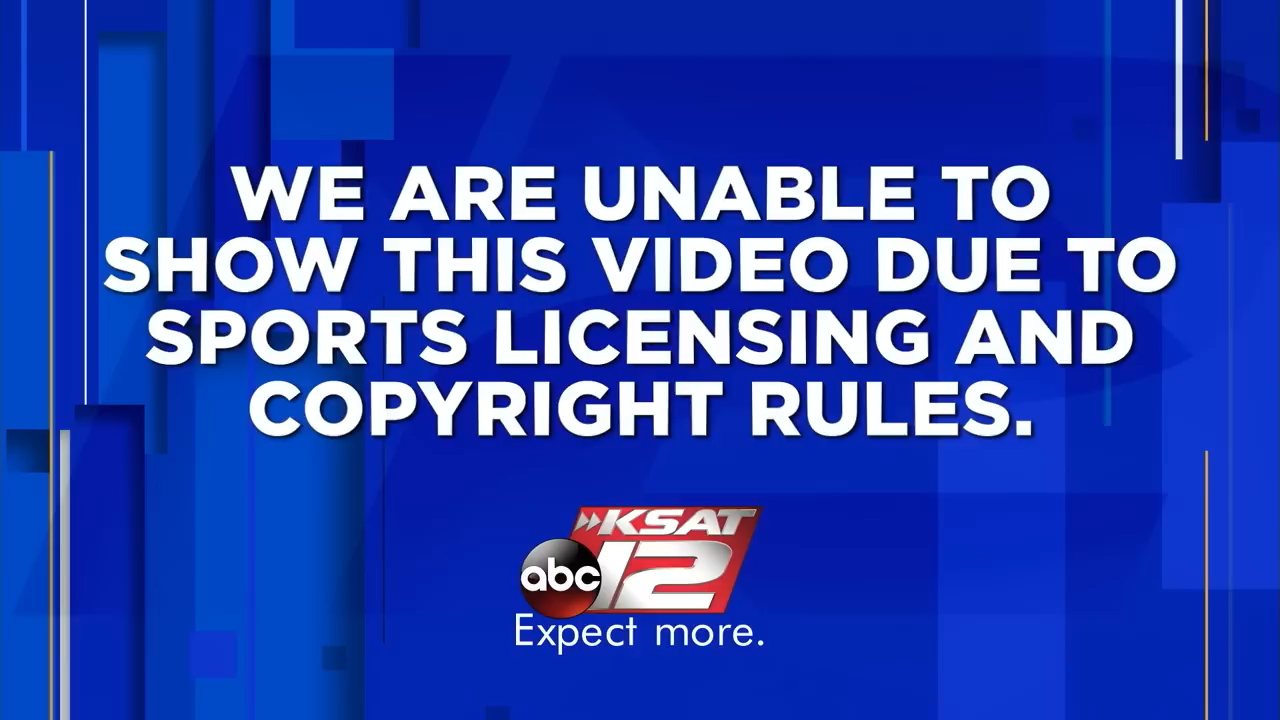 WE ARE UNABLE TO
SHOW THIS VIDEO DUE TO
SPORTS LICENSING AND
COPYRIGHT RULES.
KSAT
abc 12
Expect more.